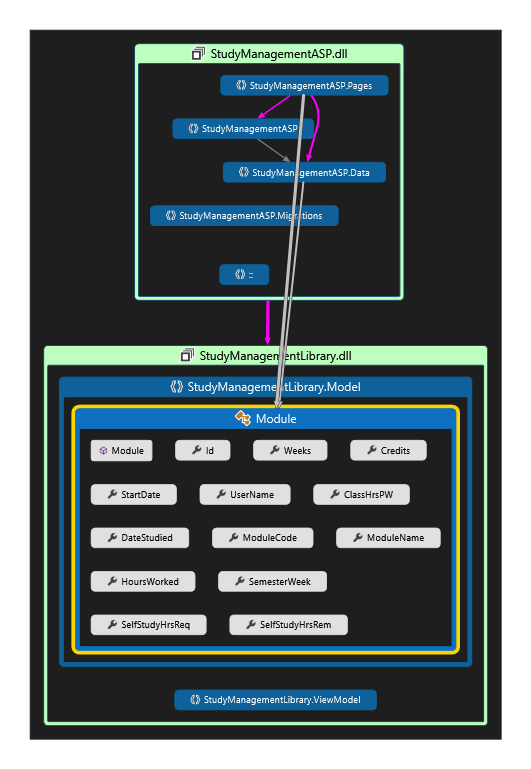 StudyManagementASP.dll
StudyManagementASP.Pages
StudyManagementASP
StudyManagementASP.Data
StudyManagementASP.Migrations
::
StudyManagementLibrary.dll
StudyManagementLibrary.Model
Module
Module Id Weeks Credits
StartDate UserName ClassHrsPW
DateStudied ModuleCode ModuleName
HoursWorked SemesterWeek
SelfStudyHrsReq SelfStudyHrsRem
StudyManagementLibrary.ViewModel